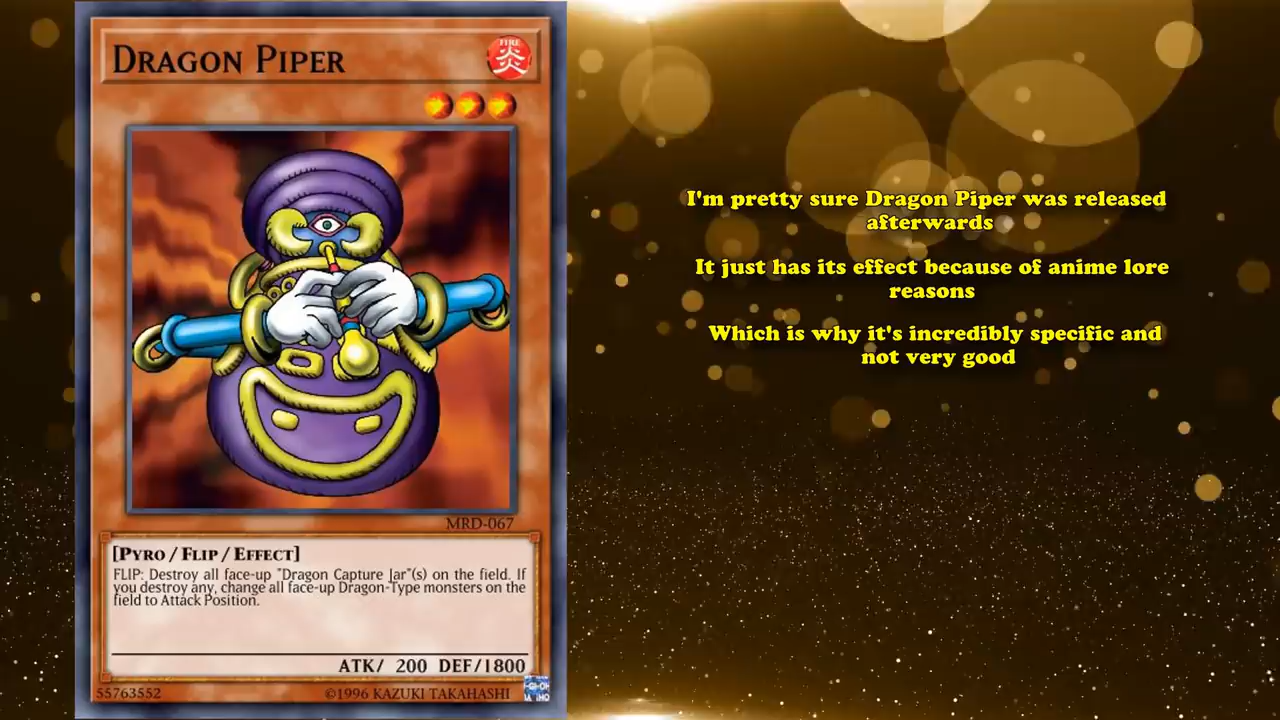 DRAGON PIPER
FIRE
炎
MRD-067
[PYRO / FLIP / EFFECT]
FLIP: Destroy all face-up "Dragon Capture Jar"(s) on the field. If
you destroy any, change all face-up Dragon-Type monsters on the
field to Attack Position.
ATK/ 200 DEF/1800
55763552
©1996 KAZUKI TAKAHASHI
I'm pretty sure Dragon Piper was released
afterwards
It just has its effect because of anime lore
reasons
Which is why it's incredibly specific and
not very good